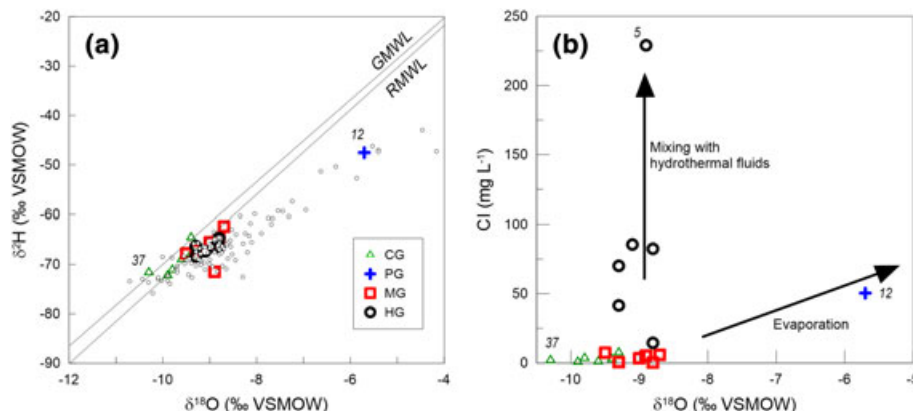 (a)
GMWL
RMWL
12
37
CG
PG
MG
HG
-20
-30
-40
-50
-60
-70
-80
-90
-12
-10
-8
-6
-4
δ²H (‰ VSMOW)
δ¹⁸O (‰ VSMOW)
(b)
5
Mixing with
hydrothermal fluids
12
Evaporation
37
250
200
150
100
50
0
-10
-9
-8
-7
-6
Cl (mg L⁻¹)
δ¹⁸O (‰ VSMOW)